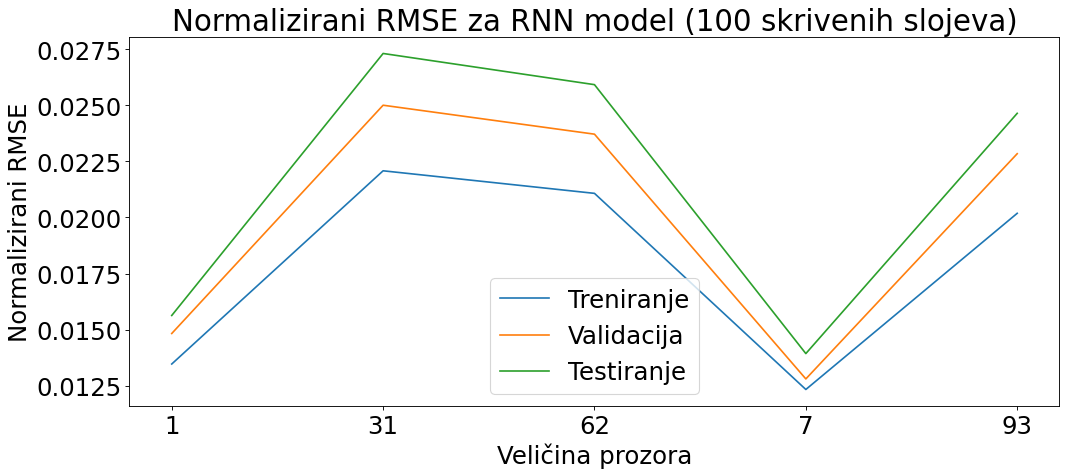 Normalizirani RMSE za RNN model (100 skrivenih slojeva)
Normalizirani RMSE
0.0275
0.0250
0.0225
0.0200
0.0175
0.0150
0.0125
Treniranje
Validacija
Testiranje
1 31 62 7 93
Veličina prozora